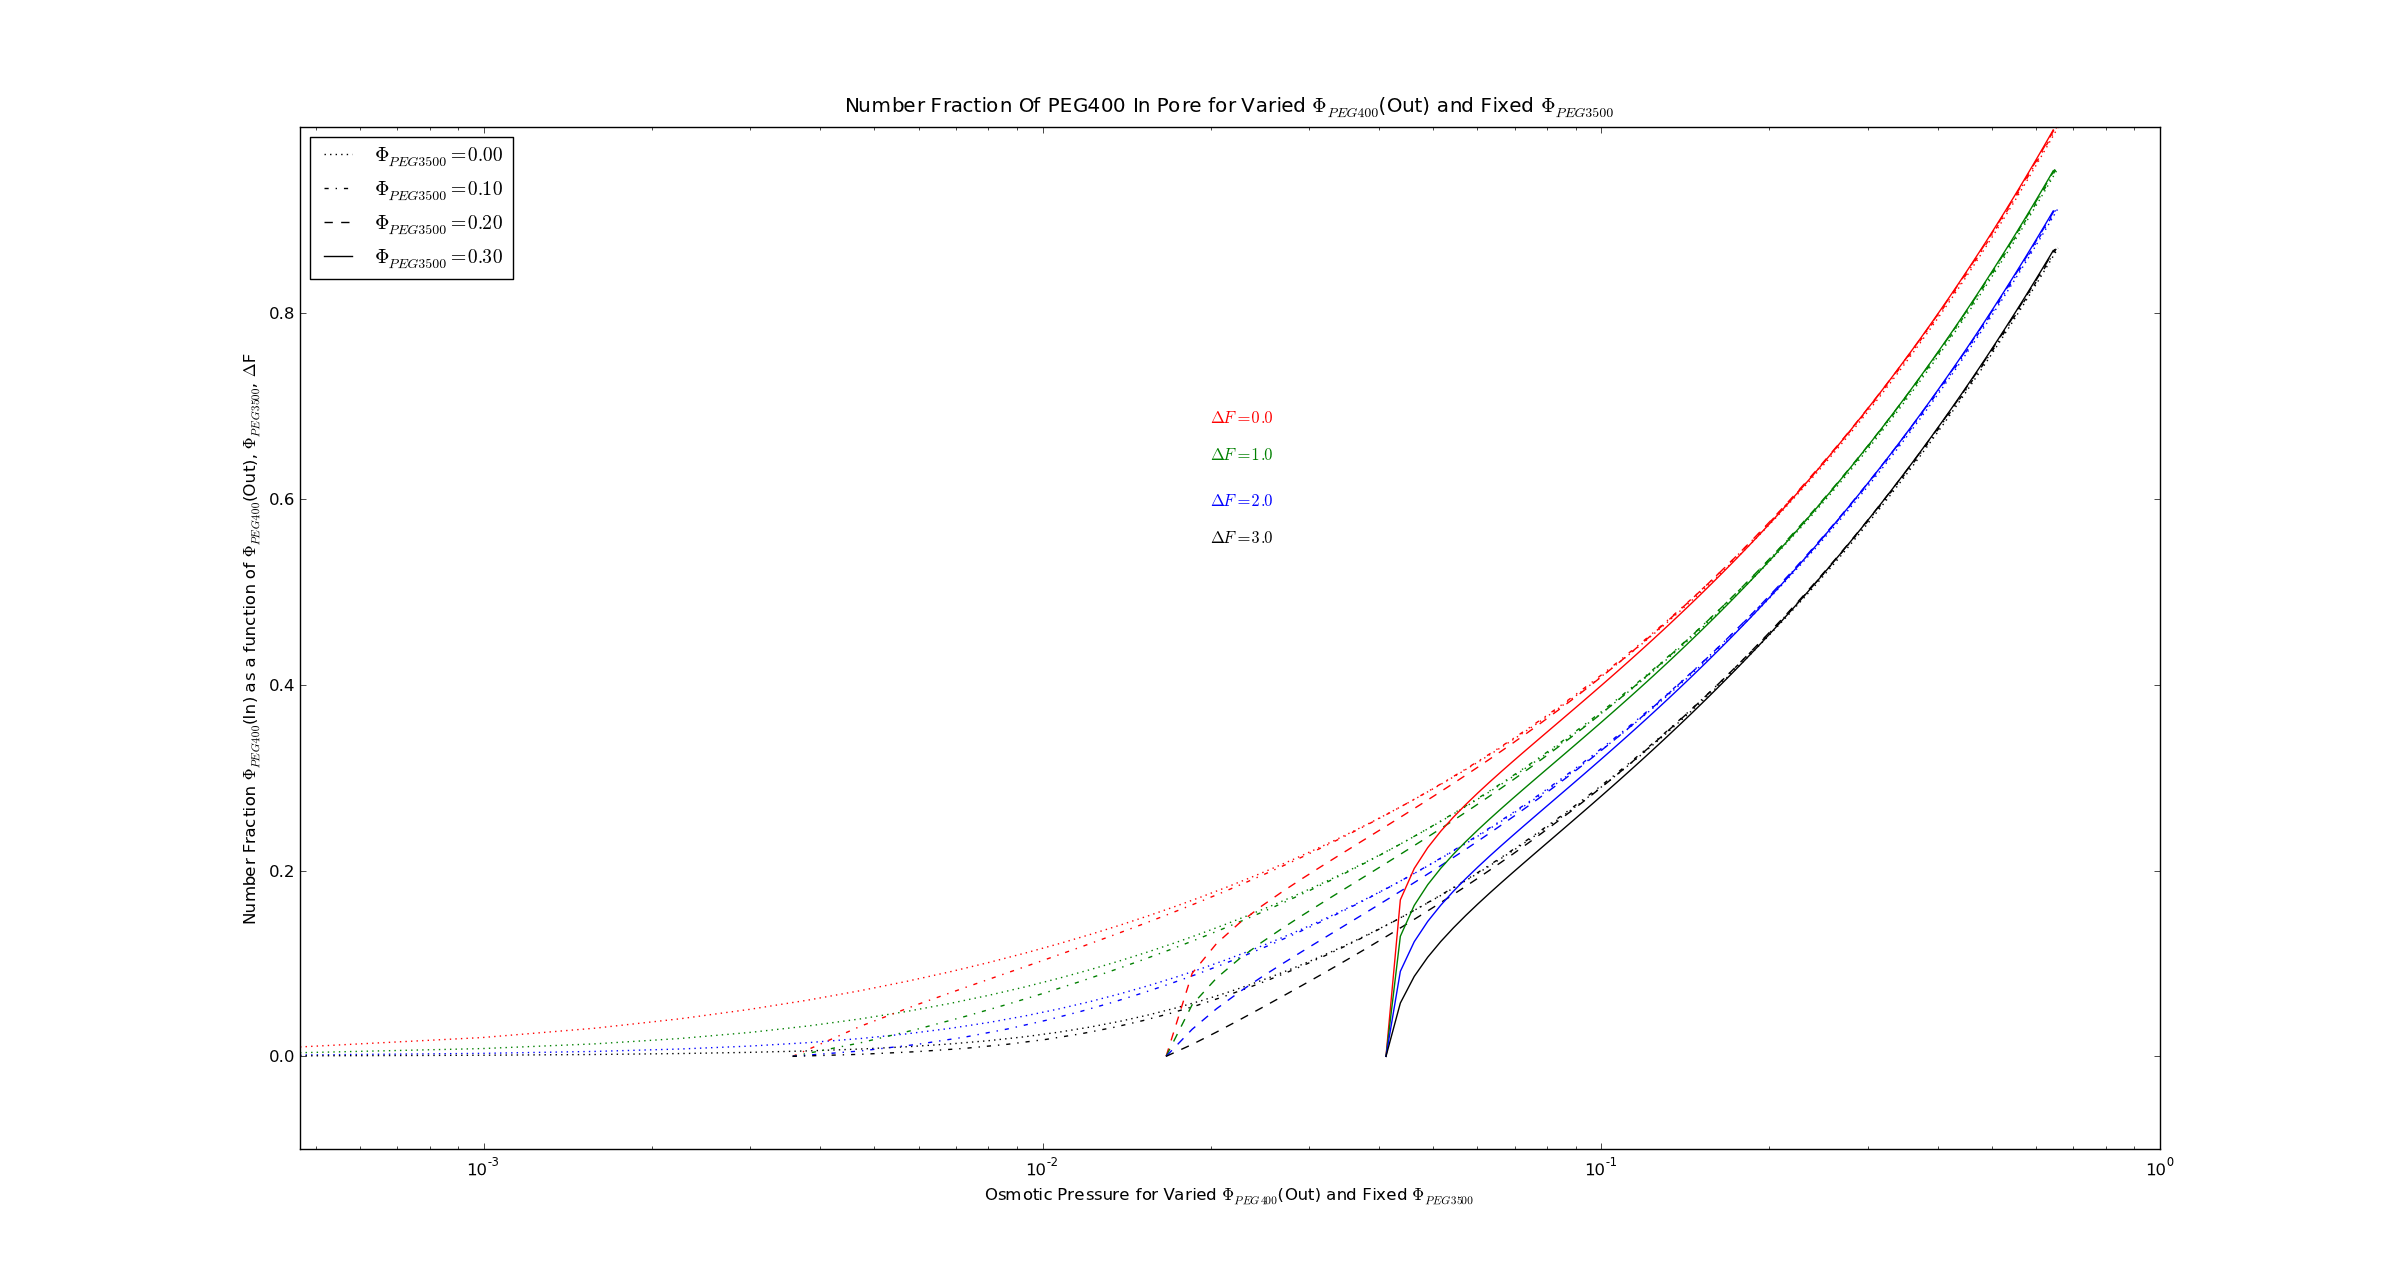 Number Fraction Of PEG400 In Pore for Varied Φ_PEG400(Out) and Fixed Φ_PEG3500
Φ_PEG3500 = 0.00
Φ_PEG3500 = 0.10
Φ_PEG3500 = 0.20
Φ_PEG3500 = 0.30
Number Fraction Φ_PEG400(In) as a function of Φ_PEG400(Out), Φ_PEG3500, ΔF
0.8
0.6
0.4
0.2
0.0
ΔF=0.0
ΔF=1.0
ΔF=2.0
ΔF=3.0
10^-3 10^-2 10^-1 10^0
Osmotic Pressure for Varied Φ_PEG400(Out) and Fixed Φ_PEG3500